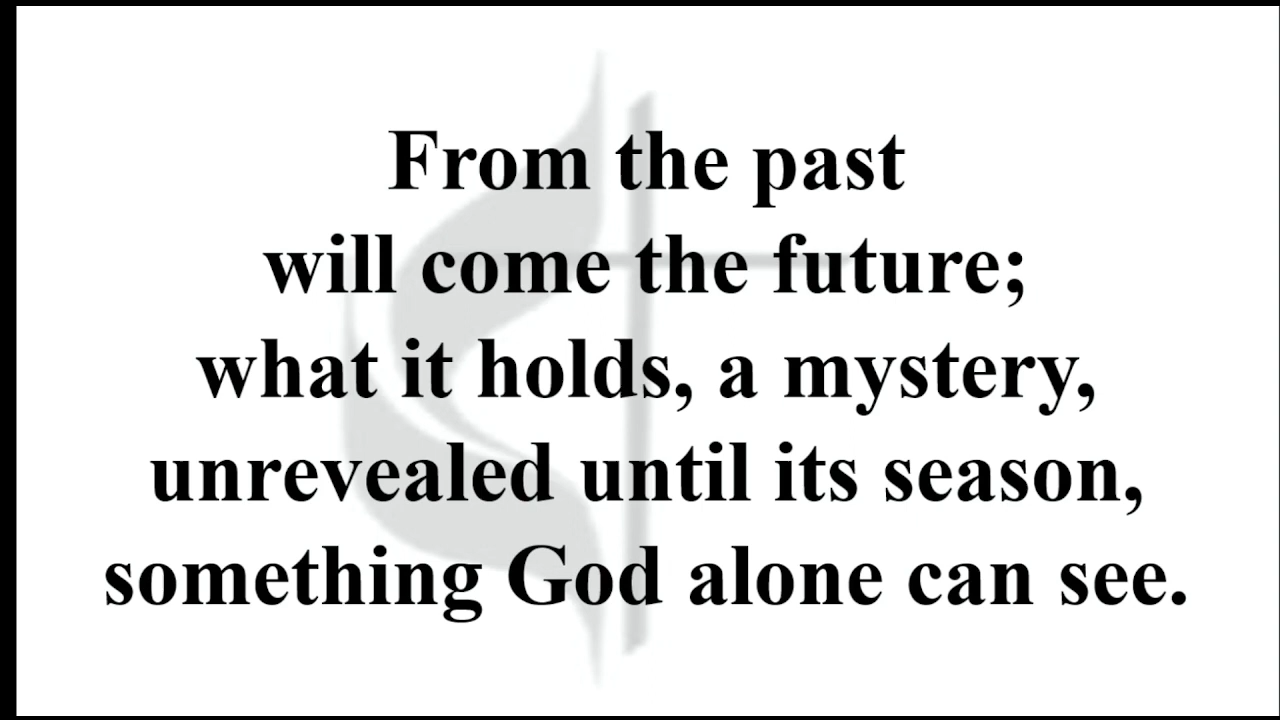 From the past
will come the future;
what it holds, a mystery,
unrevealed until its season,
something God alone can see.